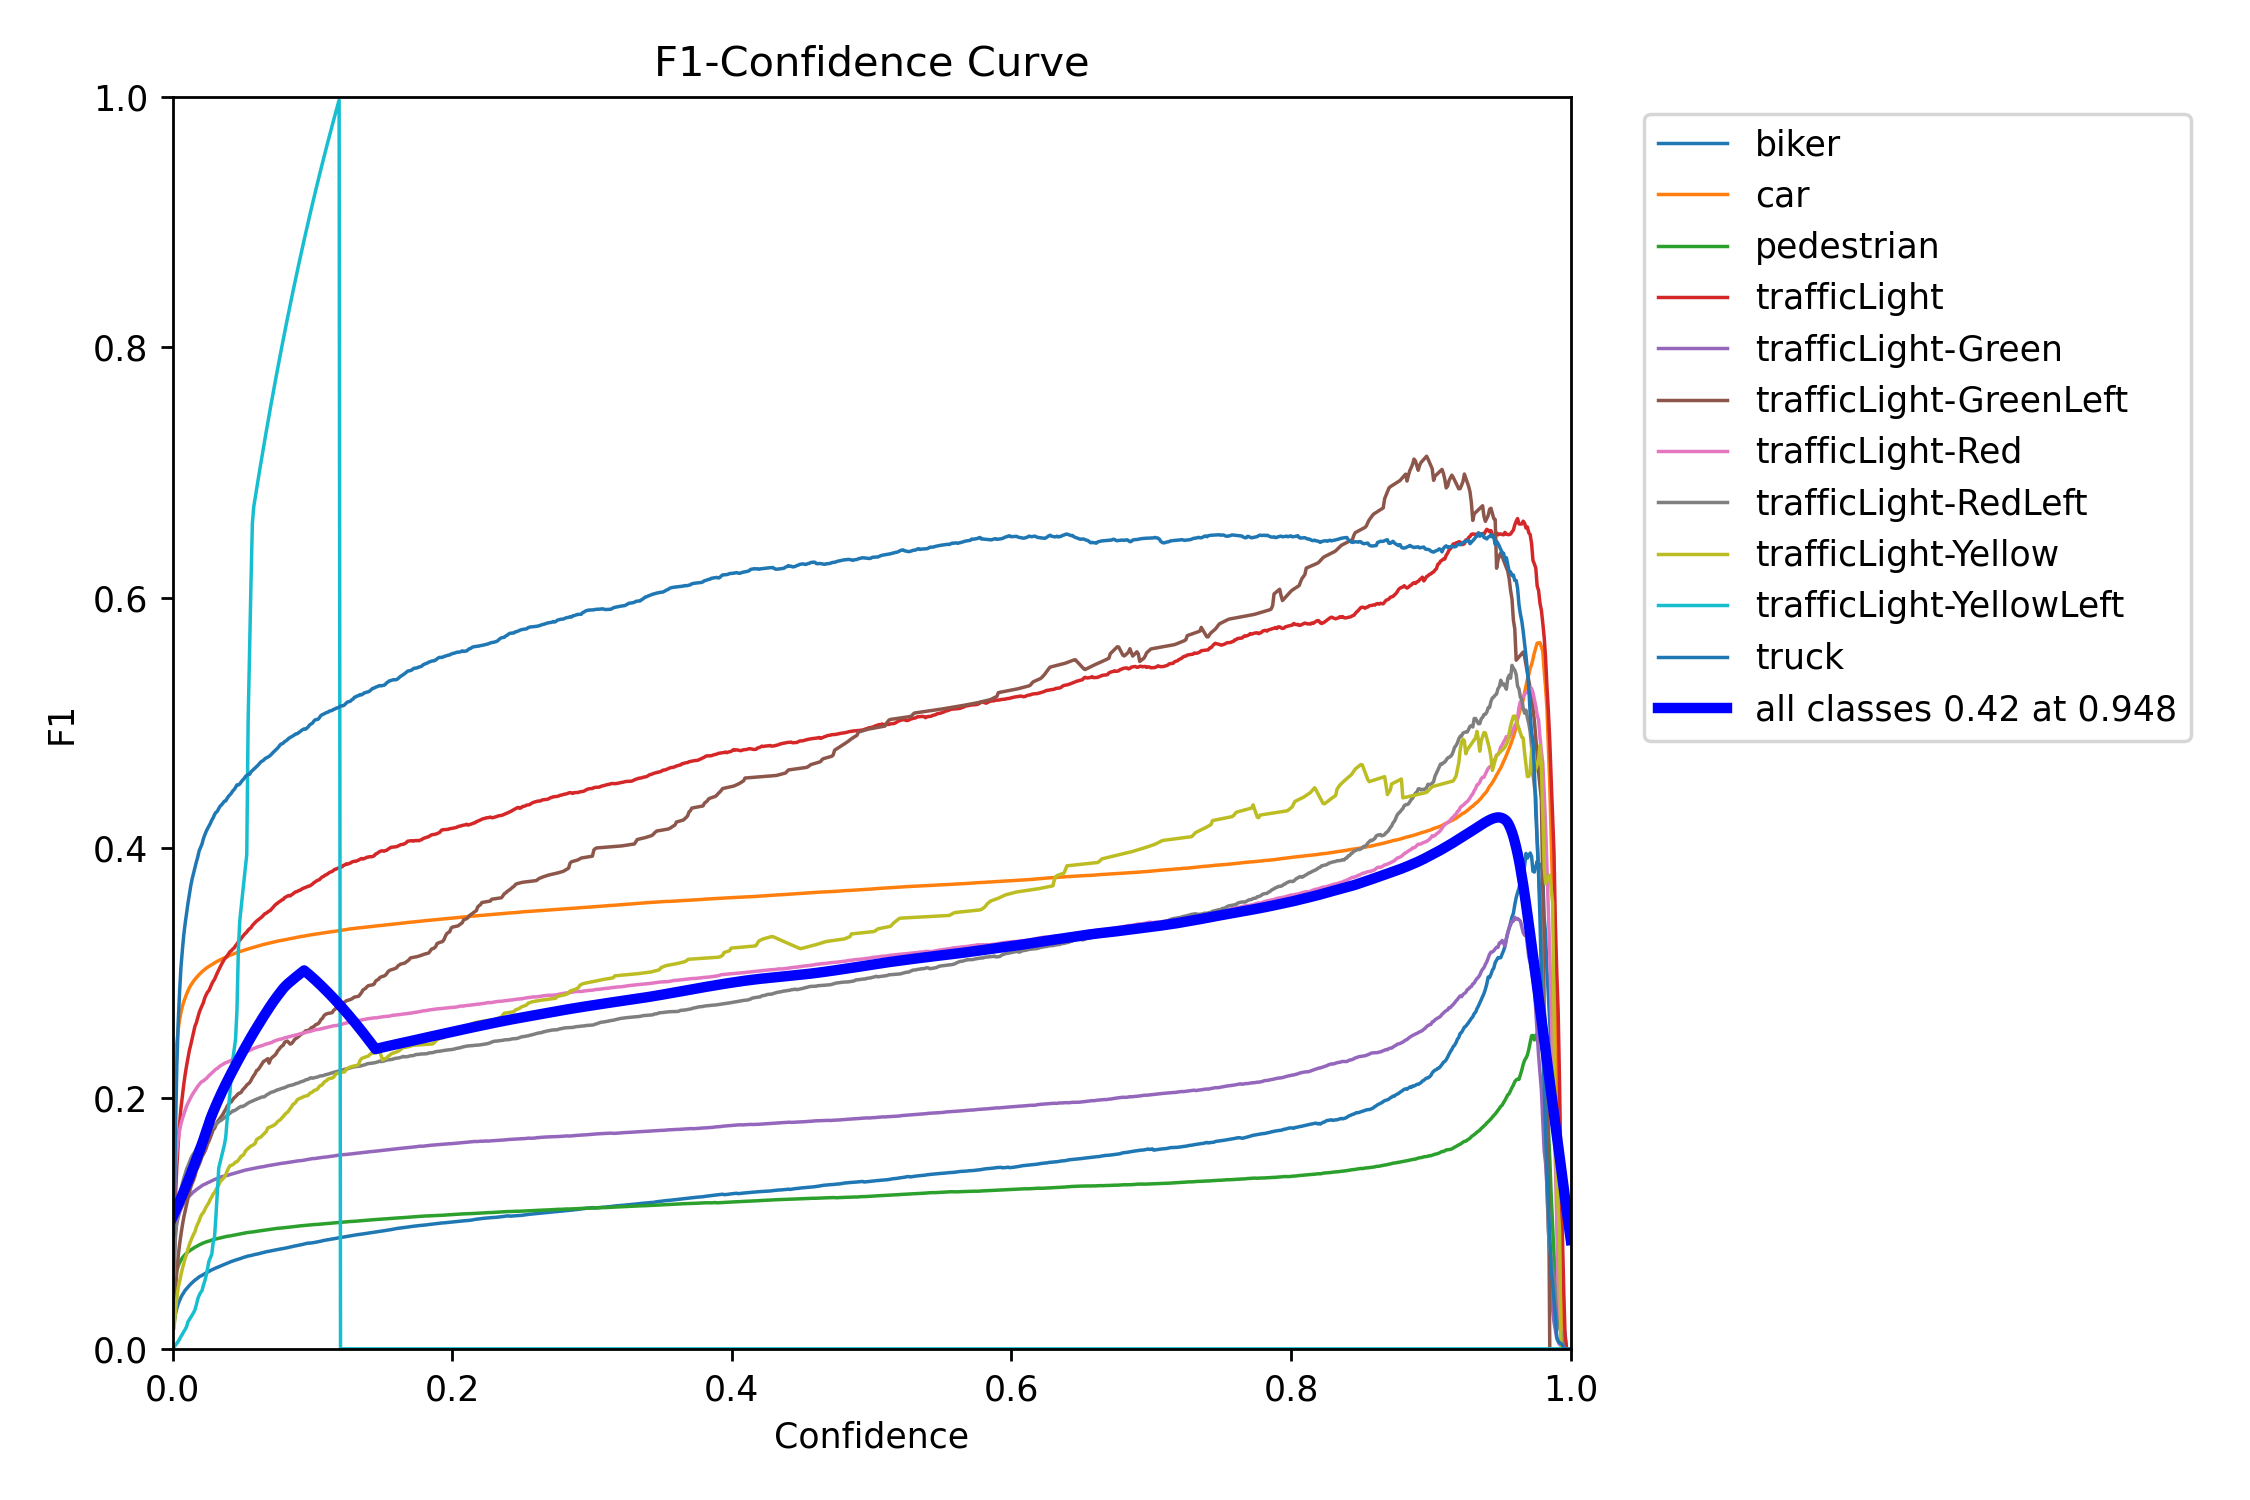 F1-Confidence Curve
1.0
0.8
0.6
0.4
0.2
0.0
F1
0.0 0.2 0.4 0.6 0.8 1.0
Confidence
biker
car
pedestrian
trafficLight
trafficLight-Green
trafficLight-GreenLeft
trafficLight-Red
trafficLight-RedLeft
trafficLight-Yellow
trafficLight-YellowLeft
truck
all classes 0.42 at 0.948